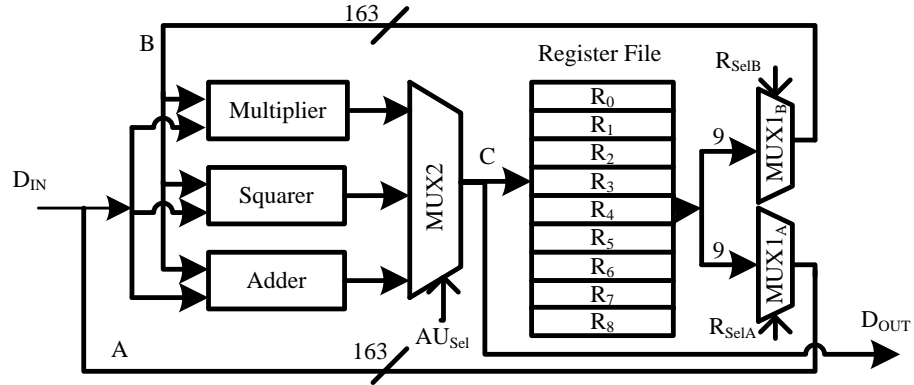 163
B
Register File
R_SelB
Multiplier
R_0
R_1
MUX1_B
9
R_2
C
D_IN
Squarer
MUX2
R_3
R_4
R_5
9
MUX1_A
Adder
R_6
R_7
R_8
AU_Sel
R_SelA
D_OUT
A
163